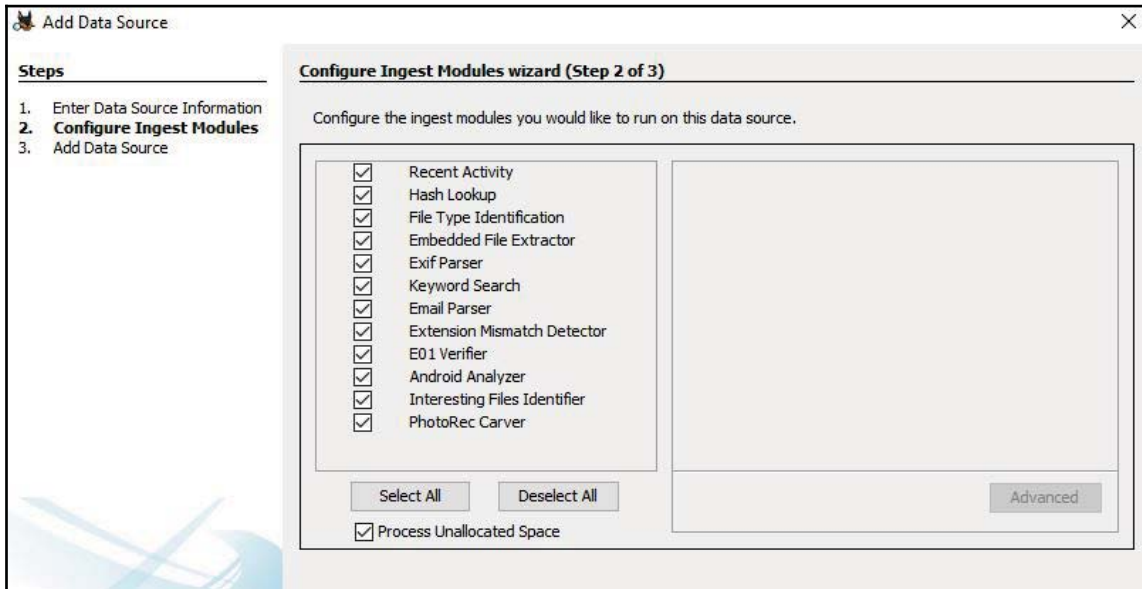 Add Data Source
Steps
1. Enter Data Source Information
2. Configure Ingest Modules
3. Add Data Source
Configure Ingest Modules wizard (Step 2 of 3)
Configure the ingest modules you would like to run on this data source.
Recent Activity
Hash Lookup
File Type Identification
Embedded File Extractor
Exif Parser
Keyword Search
Email Parser
Extension Mismatch Detector
E01 Verifier
Android Analyzer
Interesting Files Identifier
PhotoRec Carver
Select All
Deselect All
Advanced
Process Unallocated Space